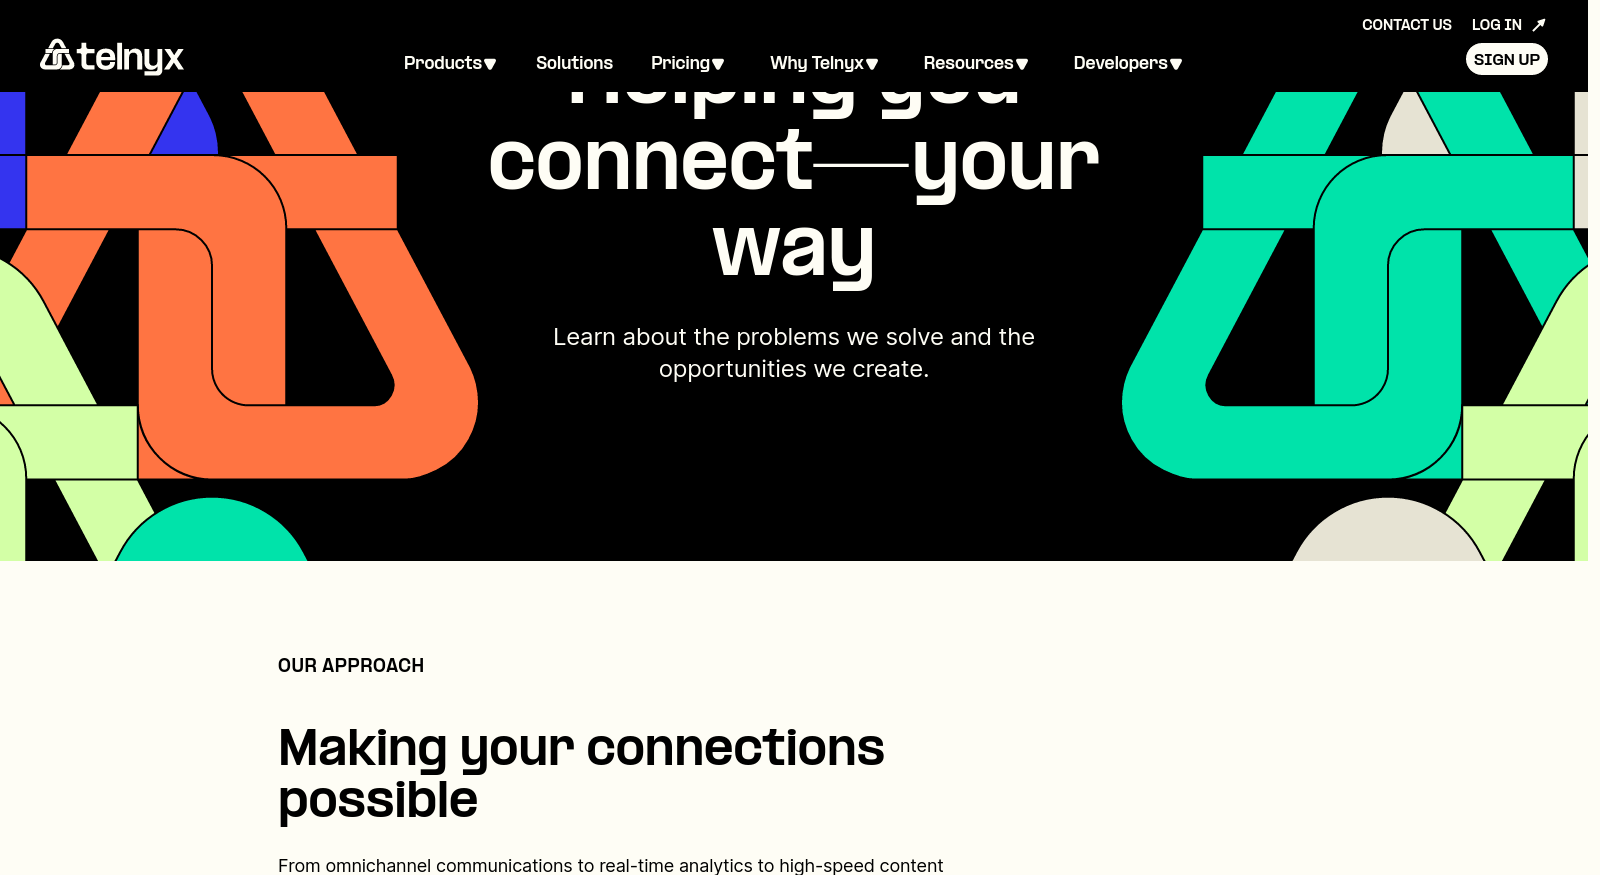 CONTACT US LOG IN
telnyx
Products Solutions Pricing Why Telnyx Resources Developers SIGN UP
Helping you
connect—your
way
Learn about the problems we solve and the
opportunities we create.
OUR APPROACH
Making your connections
possible
From omnichannel communications to real-time analytics to high-speed content